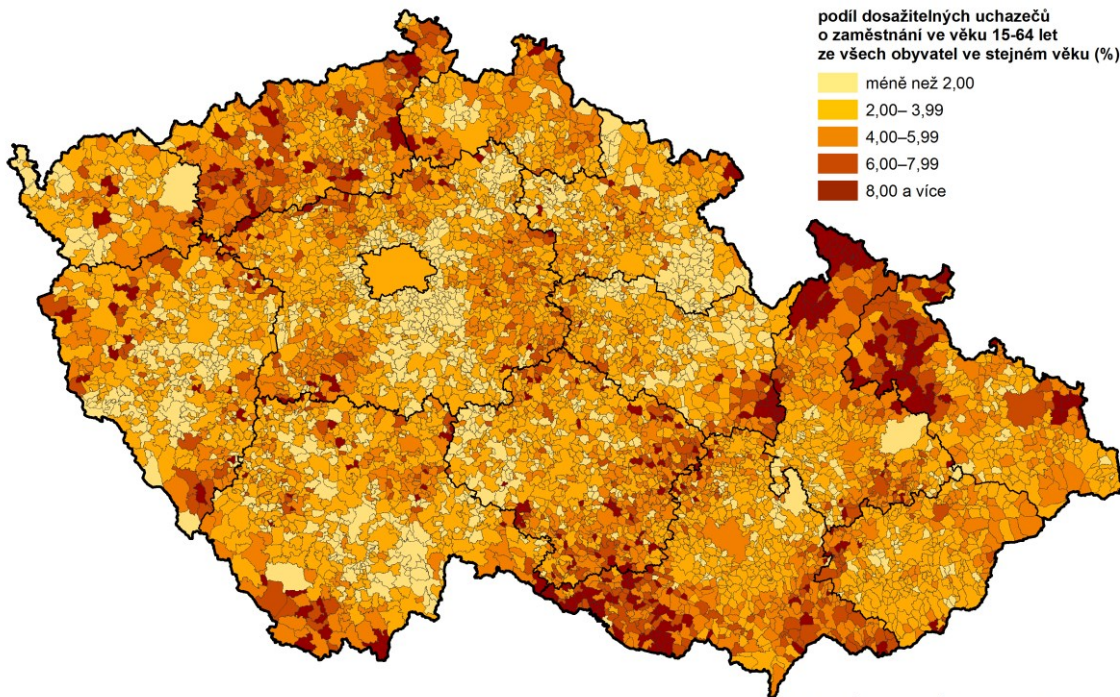 podíl dosažitelných uchazečů
o zaměstnání ve věku 15-64 let
ze všech obyvatel ve stejném věku (%)
méně než 2,00
2,00– 3,99
4,00–5,99
6,00–7,99
8,00 a více